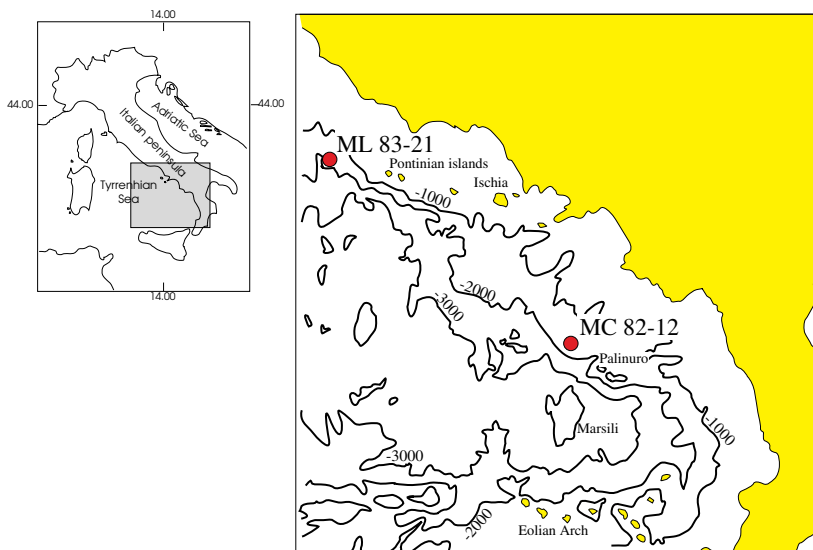 14.00
44.00
44.00
Adriatic Sea
Italian peninsula
Tyrrenhian
Sea
14.00
ML 83-21
Pontinian islands
Ischia
-1000
-2000
-3000
MC 82-12
Palinuro
Marsili
-1000
-3000
-2000
Eolian Arch